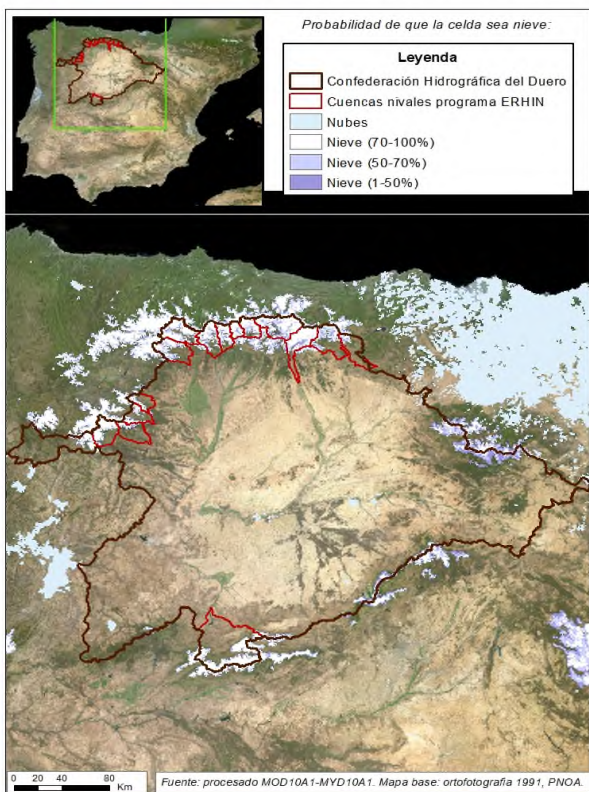 Probabilidad de que la celda sea nieve:
Leyenda
Confederación Hidrográfica del Duero
Cuencas nivales programa ERHIN
Nubes
Nieve (70-100%)
Nieve (50-70%)
Nieve (1-50%)
0 20 40 80
Km
Fuente: procesado MOD10A1-MYD10A1. Mapa base: ortofotografía 1991, PNOA.